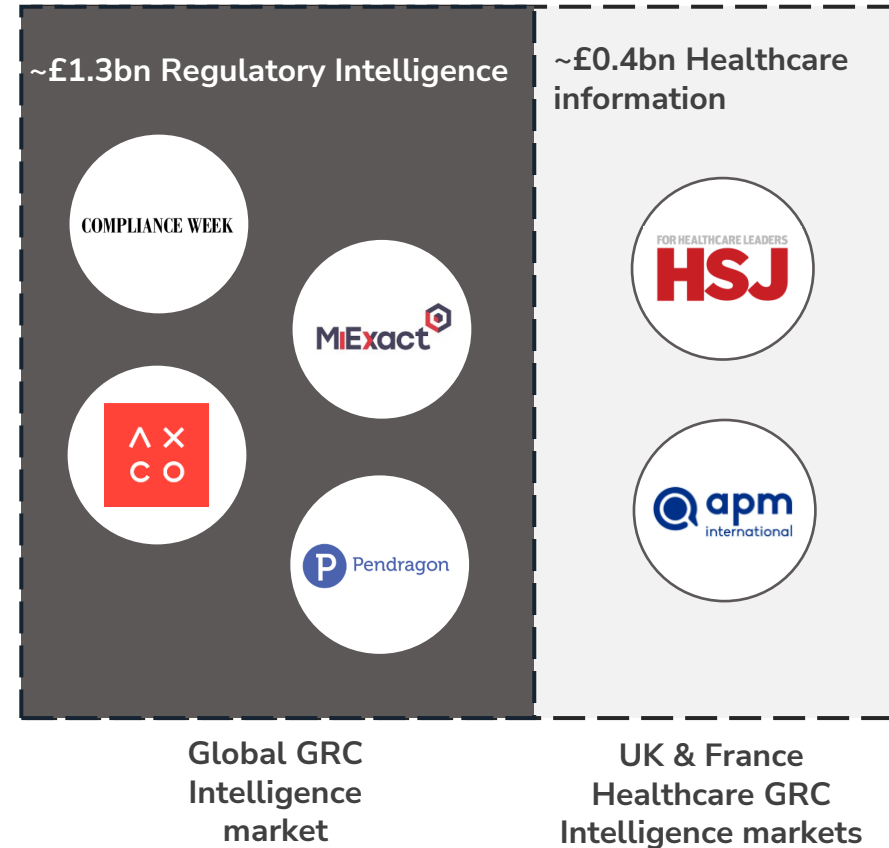 ~£1.3bn Regulatory Intelligence
COMPLIANCE WEEK
MiExact
AXCO
Pendragon
~£0.4bn Healthcare
information
FOR HEALTHCARE LEADERS
HSJ
apm
international
Global GRC
Intelligence
market
UK & France
Healthcare GRC
Intelligence markets